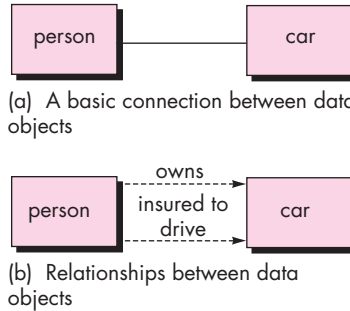 person car
(a) A basic connection between data
objects
owns
person insured to car
drive
(b) Relationships between data
objects